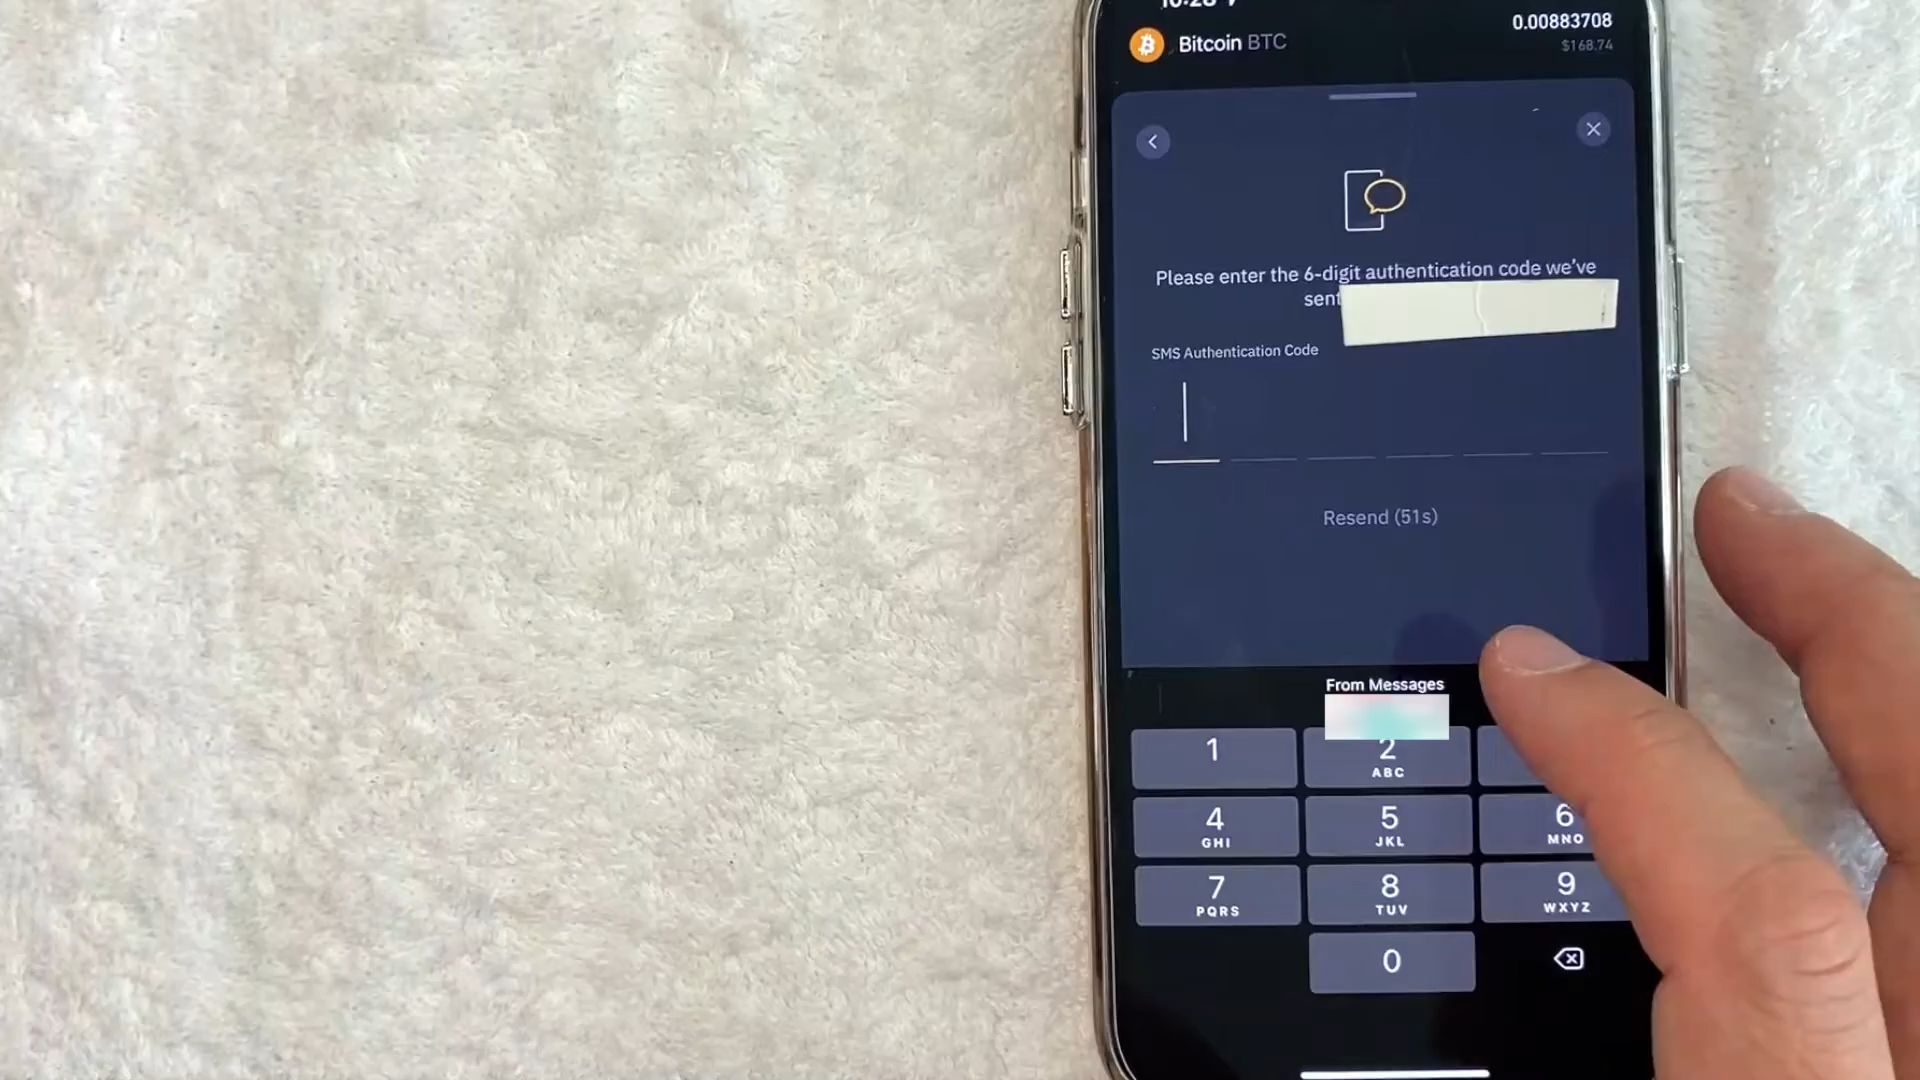 0.00883708
Bitcoin BTC
$168.74
Please enter the 6-digit authentication code we've
sent
SMS Authentication Code
Resend (51s)
From Messages
1
2
ABC
4
GHI
5
JKL
6
MNO
7
PQRS
8
TUV
9
WXYZ
0